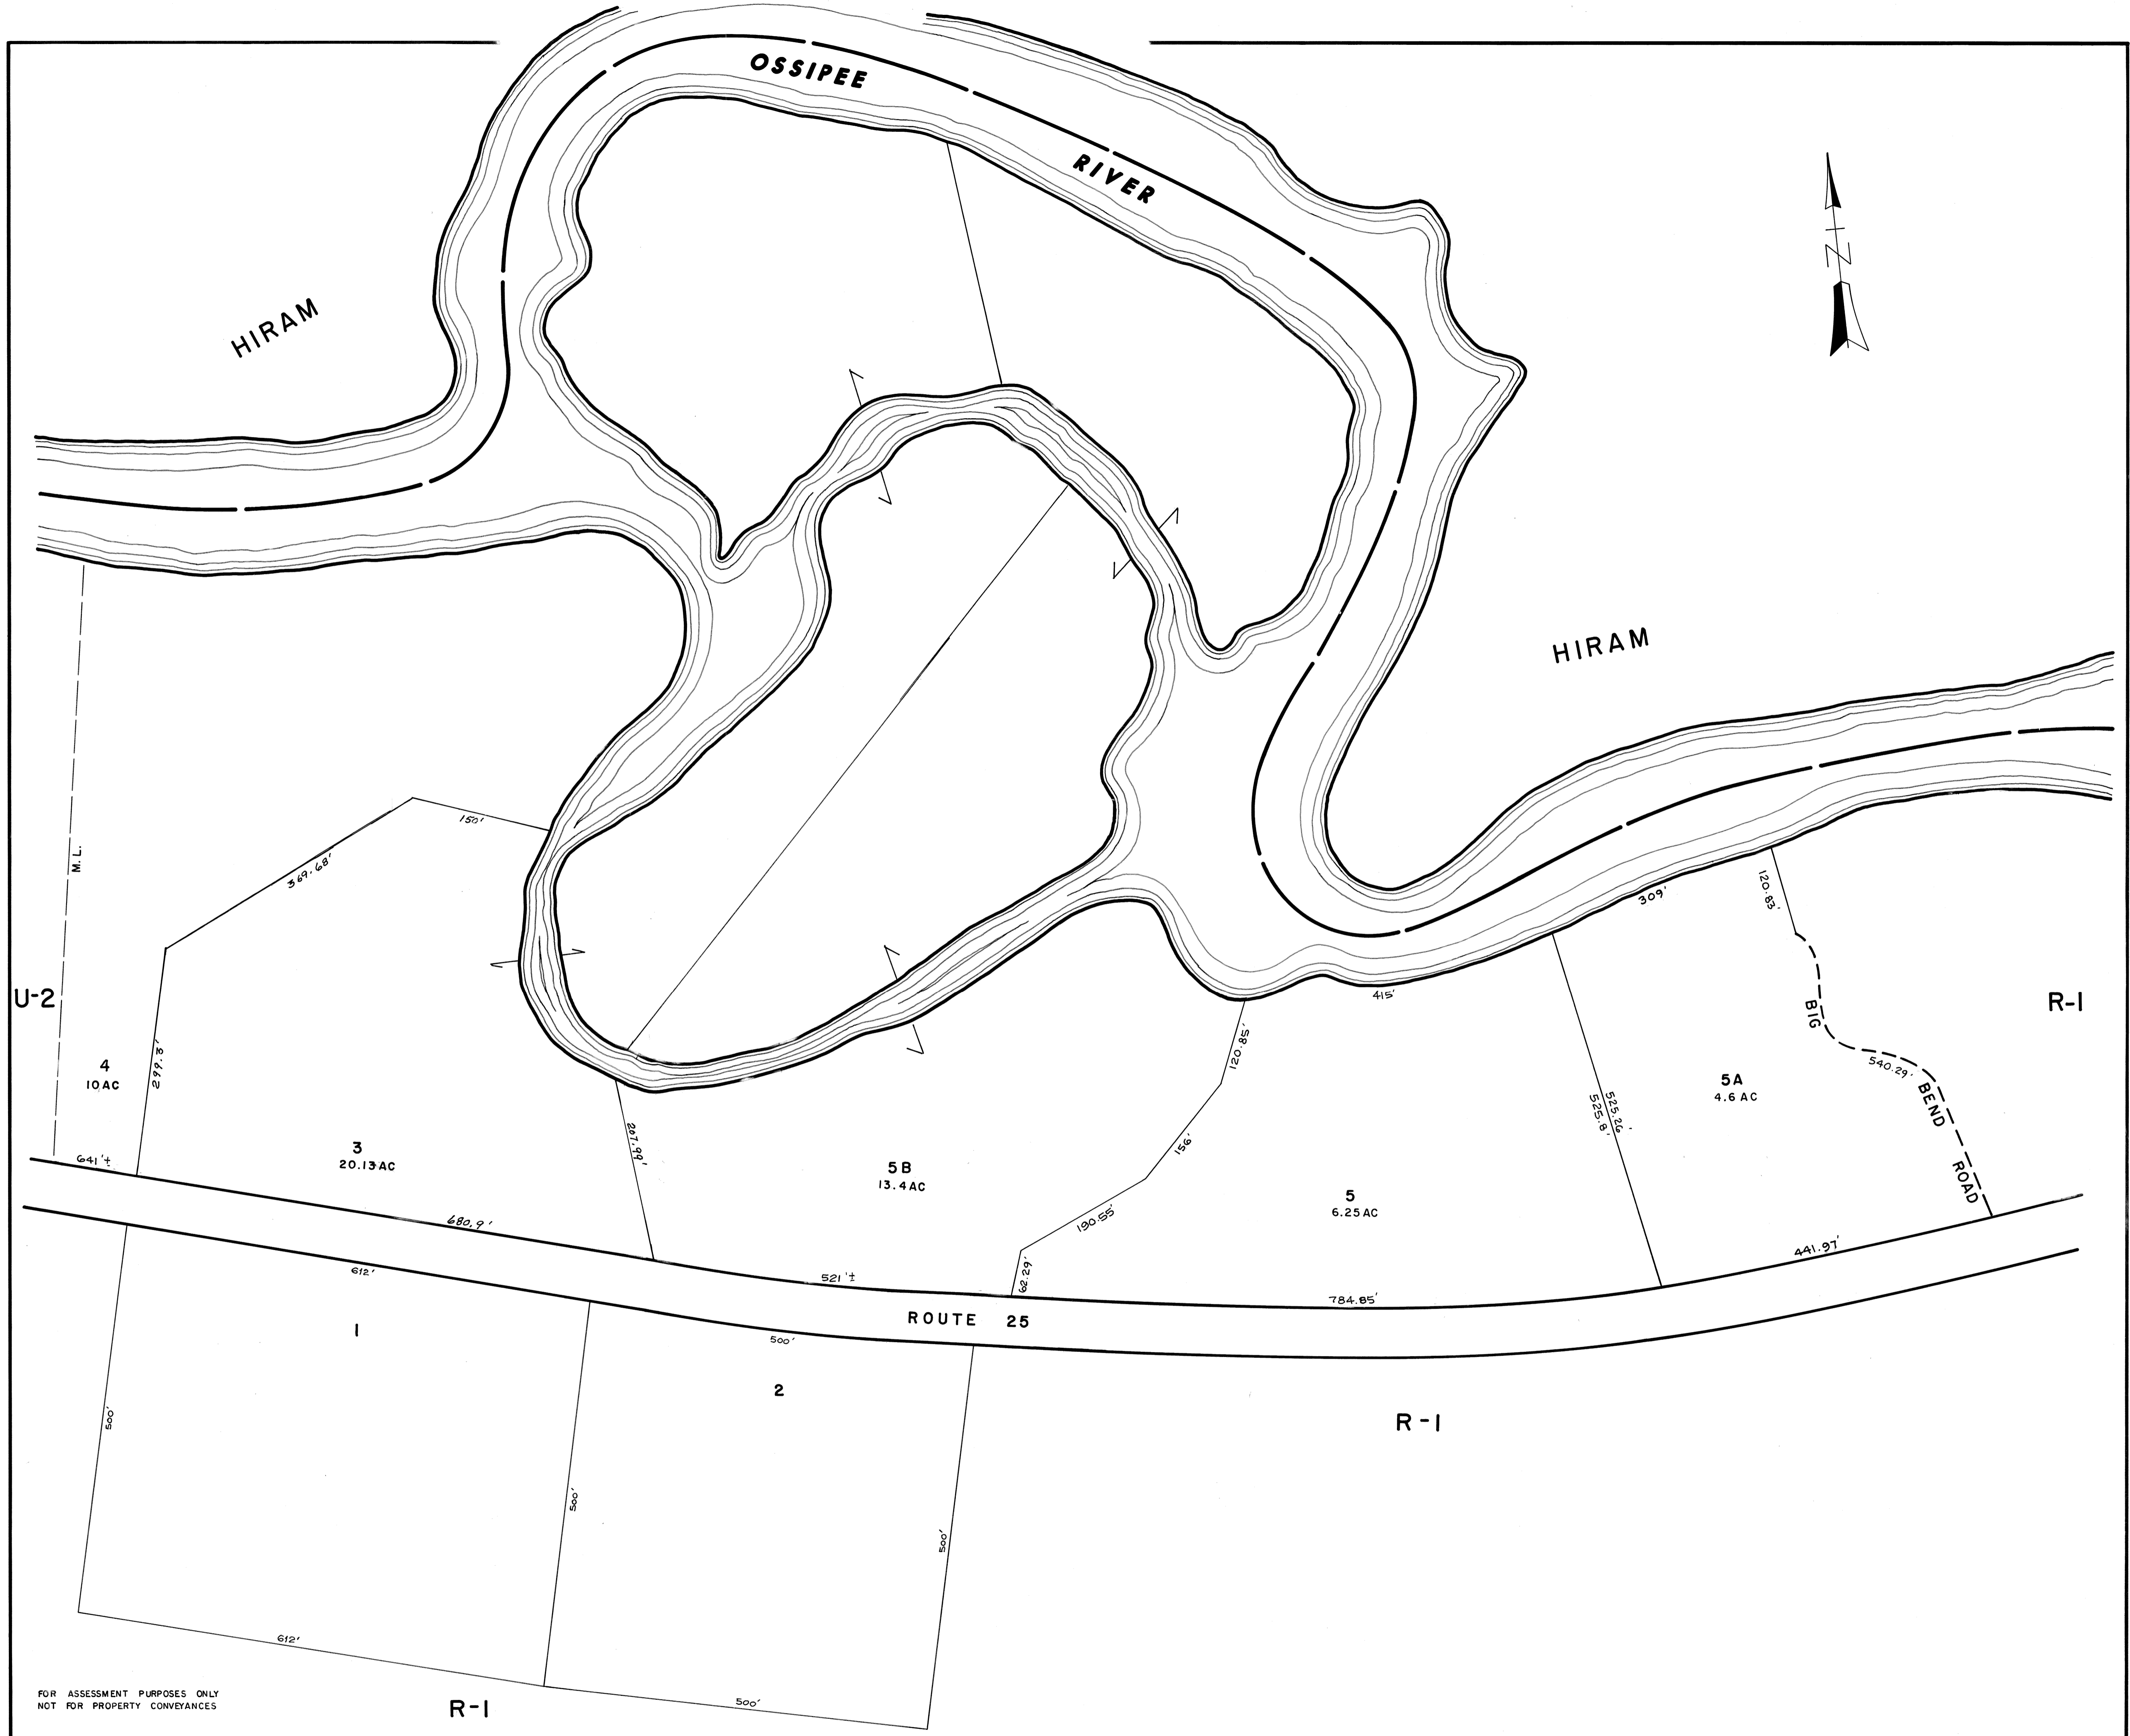 OSSIPEE
RIVER
N
HIRAM
HIRAM
M. L.
150'
369.68'
309'
120.83'
415'
U-2
R-1
BIG
BEND
ROAD
540.29'
4
10 AC
299.3'
120.85'
5A
4.6 AC
525.26'
525.8'
207.99'
156'
3
20.13 AC
641'±
5B
13.4 AC
5
6.25 AC
190.55'
680.9'
62.29'
441.97'
612'
521'±
784.85'
ROUTE 25
1
500'
2
500'
500'
500'
R-1
612'
500'
FOR ASSESSMENT PURPOSES ONLY
NOT FOR PROPERTY CONVEYANCES
R-1